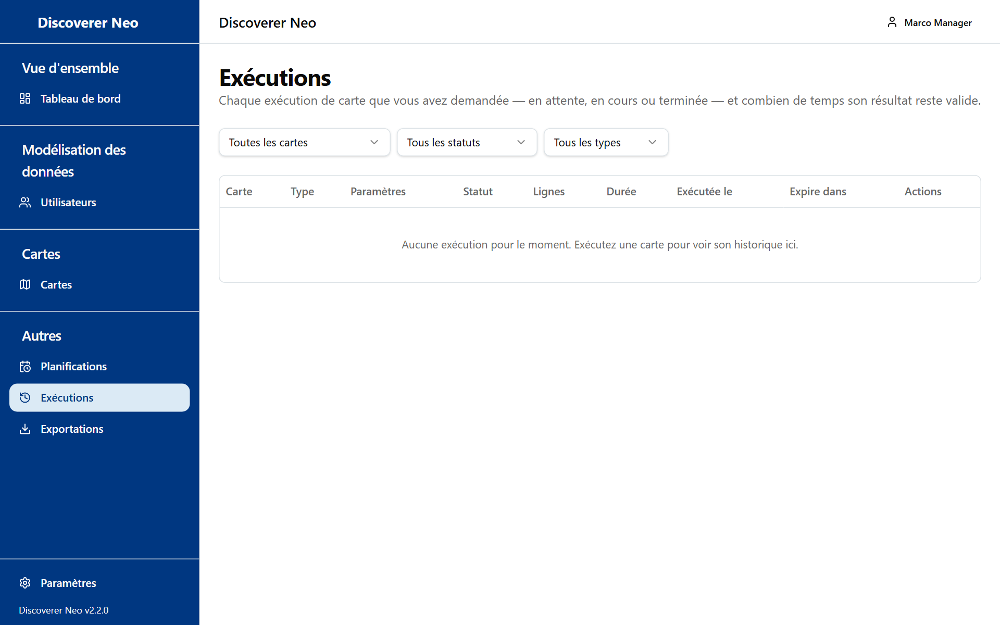 Discoverer Neo
Discoverer Neo
Marco Manager
Vue d'ensemble
Tableau de bord
Modélisation des
données
Utilisateurs
Cartes
Cartes
Autres
Planifications
Exécutions
Exportations
Paramètres
Discoverer Neo v2.2.0
Exécutions
Chaque exécution de carte que vous avez demandée — en attente, en cours ou terminée — et combien de temps son résultat reste valide.
Toutes les cartes
Tous les statuts
Tous les types
Carte Type Paramètres Statut Lignes Durée Exécutée le Expire dans Actions
Aucune exécution pour le moment. Exécutez une carte pour voir son historique ici.